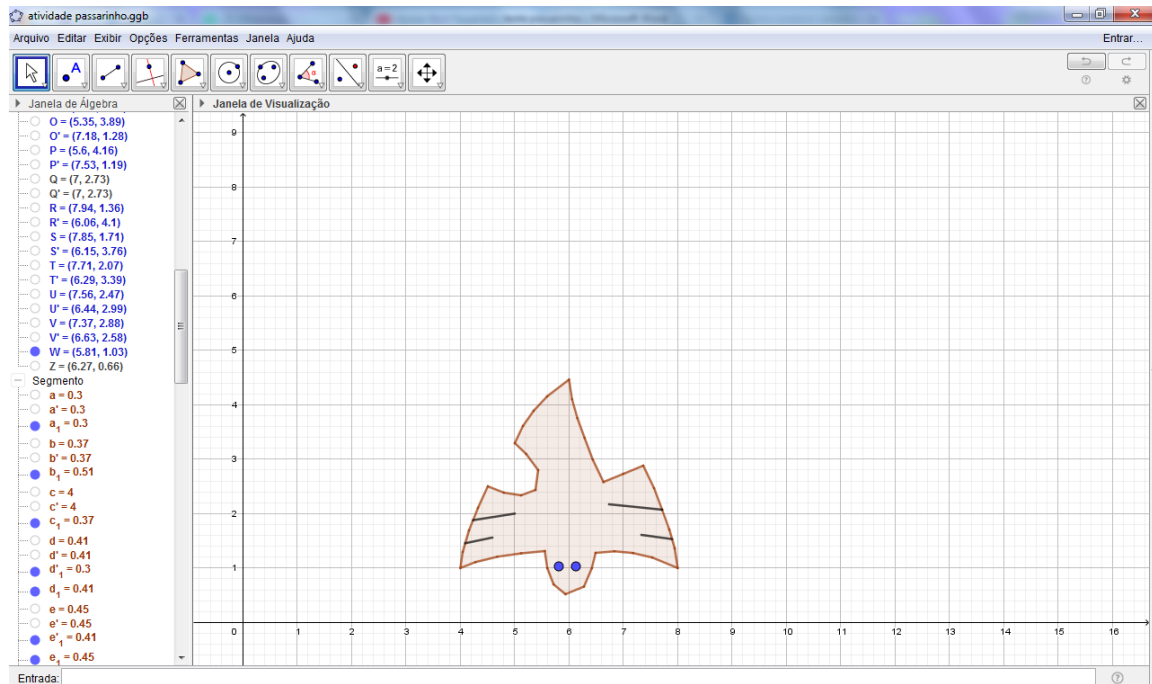 atividade passarinho.ggb
Arquivo Editar Exibir Opções Ferramentas Janela Ajuda Entrar...
A α a=2
Janela de Álgebra
Janela de Visualização
O = (5.35, 3.89)
O' = (7.18, 1.28)
P = (5.6, 4.16)
P' = (7.53, 1.19)
Q = (7, 2.73)
Q' = (7, 2.73)
R = (7.94, 1.36)
R' = (6.06, 4.1)
S = (7.85, 1.71)
S' = (6.15, 3.76)
T = (7.71, 2.07)
T' = (6.29, 3.39)
U = (7.56, 2.47)
U' = (6.44, 2.99)
V = (7.37, 2.88)
V' = (6.63, 2.58)
W = (5.81, 1.03)
Z = (6.27, 0.66)
Segmento
a = 0.3
a' = 0.3
a₁ = 0.3
b = 0.37
b' = 0.37
b₁ = 0.51
c = 4
c' = 4
c₁ = 0.37
d = 0.41
d' = 0.41
d'₁ = 0.3
d₁ = 0.41
e = 0.45
e' = 0.45
e'₁ = 0.41
e₁ = 0.45
9
8
7
6
5
4
3
2
1
0 1 2 3 4 5 6 7 8 9 10 11 12 13 14 15 16
Entrada: